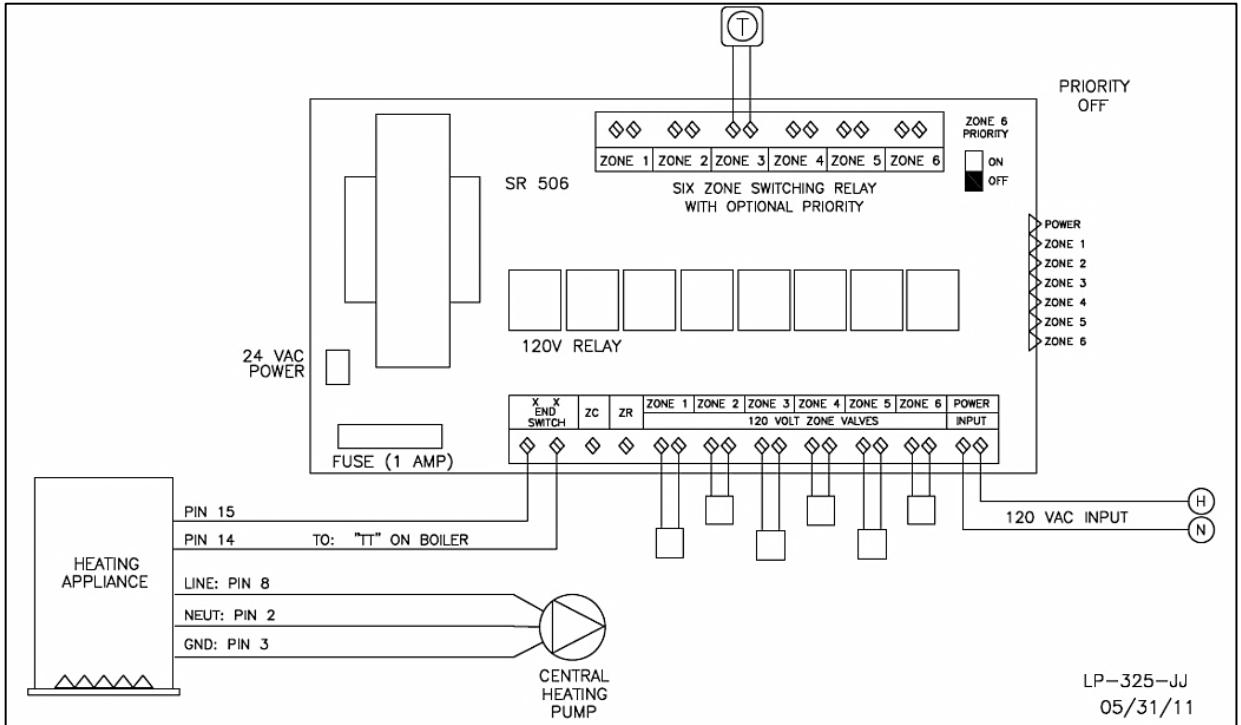 T
PRIORITY
OFF
ZONE 6
PRIORITY
ON
OFF
ZONE 1 ZONE 2 ZONE 3 ZONE 4 ZONE 5 ZONE 6
SR 506
SIX ZONE SWITCHING RELAY
WITH OPTIONAL PRIORITY
POWER
ZONE 1
ZONE 2
ZONE 3
ZONE 4
ZONE 5
ZONE 6
120V RELAY
24 VAC
POWER
X X
END
SWITCH
ZC
ZR
ZONE 1 ZONE 2 ZONE 3 ZONE 4 ZONE 5 ZONE 6
120 VOLT ZONE VALVES
POWER
INPUT
FUSE (1 AMP)
PIN 15
PIN 14
TO: "TT" ON BOILER
H
120 VAC INPUT
N
HEATING
APPLIANCE
LINE: PIN 8
NEUT: PIN 2
GND: PIN 3
CENTRAL
HEATING
PUMP
LP-325-JJ
05/31/11